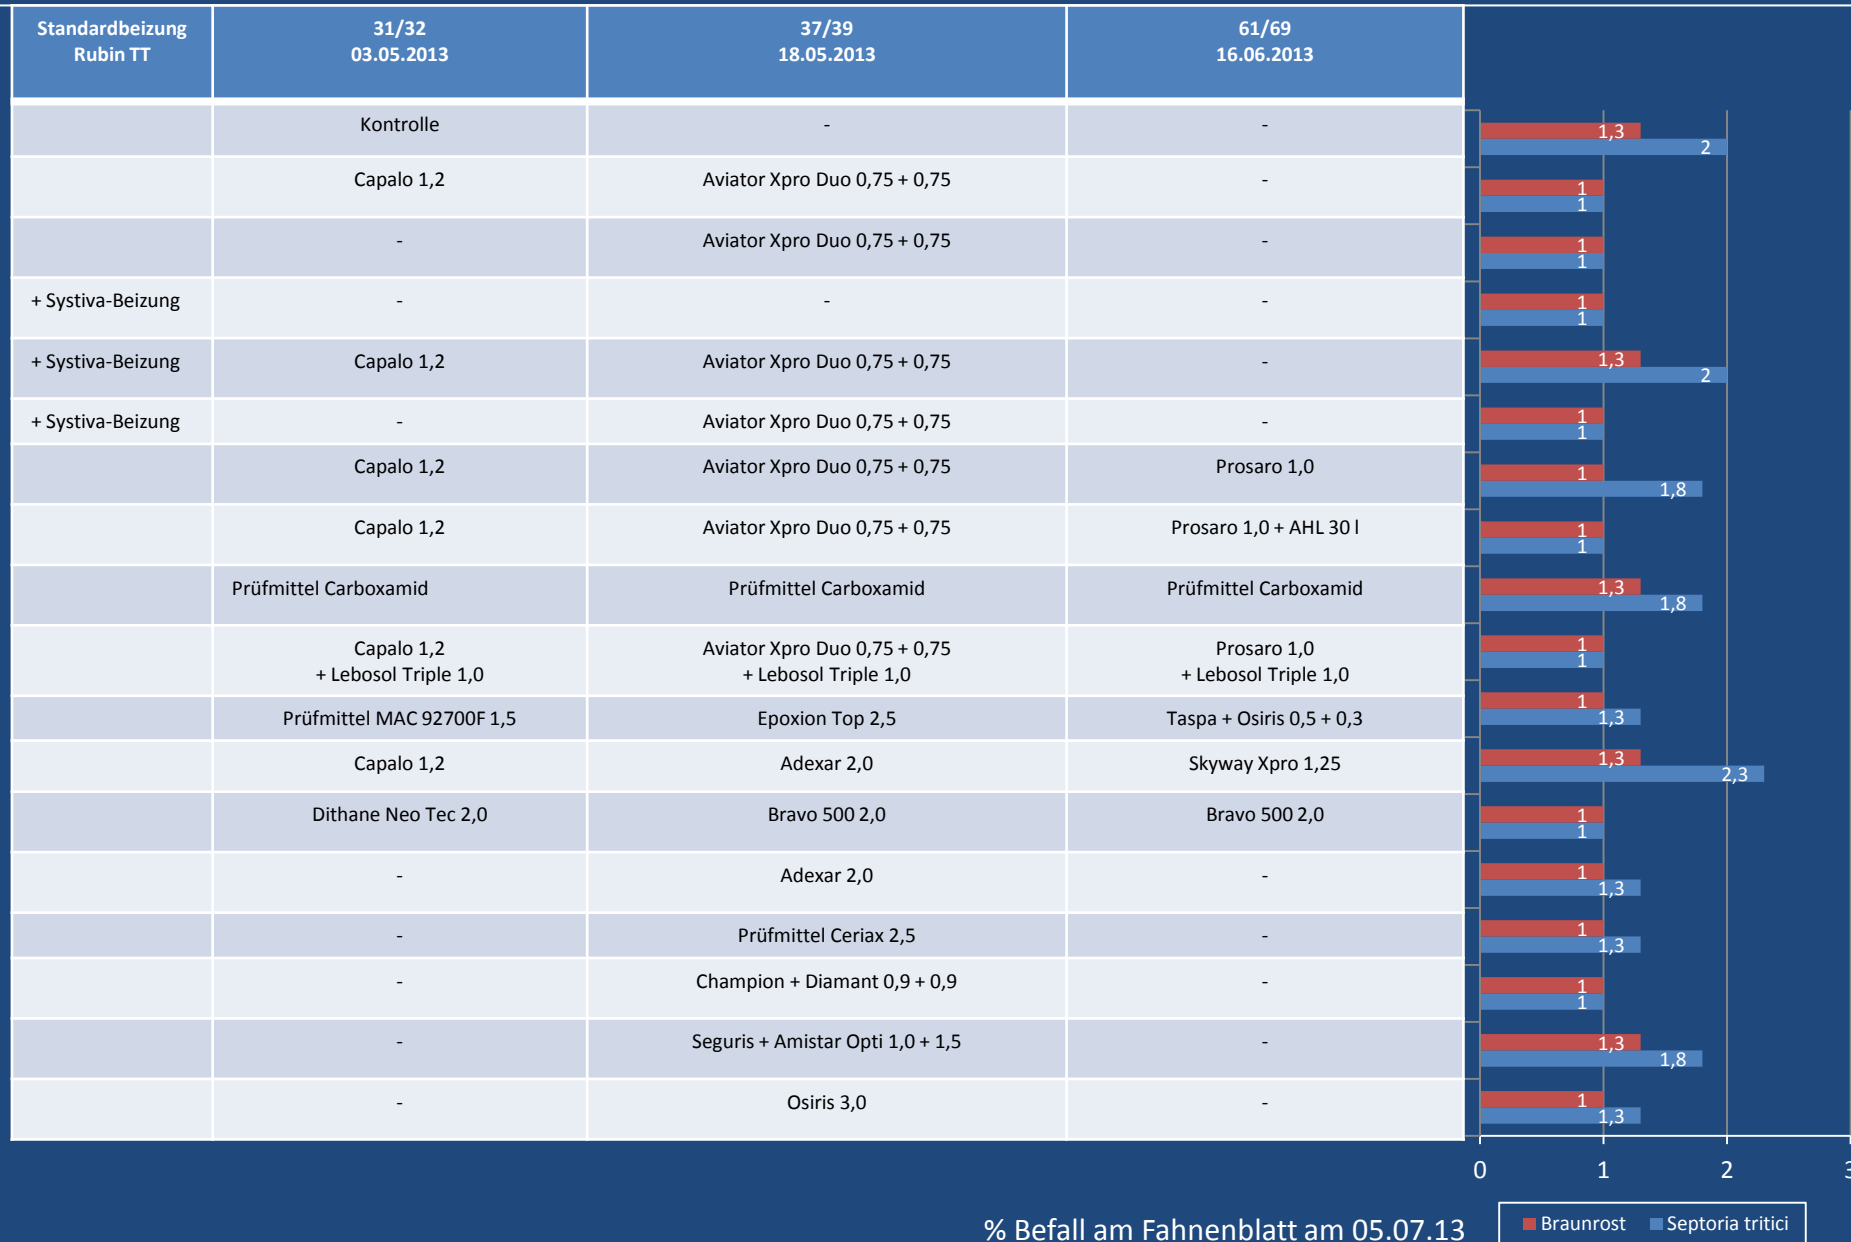 Standardbeizung Rubin TT 31/32 03.05.2013 37/39 18.05.2013 61/69 16.06.2013
Kontrolle - - 1,3 2
Capalo 1,2 Aviator Xpro Duo 0,75 + 0,75 - 1 1
- Aviator Xpro Duo 0,75 + 0,75 - 1 1
+ Systiva-Beizung - - - 1 1
+ Systiva-Beizung Capalo 1,2 Aviator Xpro Duo 0,75 + 0,75 - 1,3 2
+ Systiva-Beizung - Aviator Xpro Duo 0,75 + 0,75 - 1 1
Capalo 1,2 Aviator Xpro Duo 0,75 + 0,75 Prosaro 1,0 1 1,8
Capalo 1,2 Aviator Xpro Duo 0,75 + 0,75 Prosaro 1,0 + AHL 30 l 1 1
Prüfmittel Carboxamid Prüfmittel Carboxamid Prüfmittel Carboxamid 1,3 1,8
Capalo 1,2 Aviator Xpro Duo 0,75 + 0,75 Prosaro 1,0 1
+ Lebosol Triple 1,0 + Lebosol Triple 1,0 + Lebosol Triple 1,0 1
Prüfmittel MAC 92700F 1,5 Epoxion Top 2,5 Taspa + Osiris 0,5 + 0,3 1 1,3
Capalo 1,2 Adexar 2,0 Skyway Xpro 1,25 1,3 2,3
Dithane Neo Tec 2,0 Bravo 500 2,0 Bravo 500 2,0 1 1
- Adexar 2,0 - 1 1,3
- Prüfmittel Ceriax 2,5 - 1 1,3
- Champion + Diamant 0,9 + 0,9 - 1 1
- Seguris + Amistar Opti 1,0 + 1,5 - 1,3 1,8
- Osiris 3,0 - 1 1,3
0 1 2 3
% Befall am Fahnenblatt am 05.07.13 Braunrost Septoria tritici